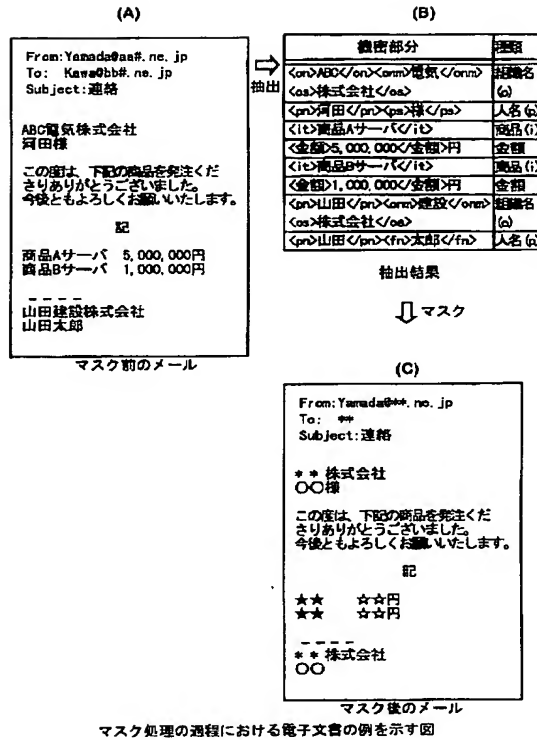 (A)
From:Yamada@aa#.ne.jp
To: Kawa@bb#.ne.jp
Subject:連絡
ABC電気株式会社
河田様
この度は、下記の商品を発注くだ
さりありがとうございました。
今後ともよろしくお願いいたします。
記
商品Aサーバ 5,000,000円
商品Bサーバ 1,000,000円
－－－－
山田建設株式会社
山田太郎
マスク前のメール
抽出
(B)
機密部分 種類
<on>ABC</on><onm>電気</onm> 組織名
<os>株式会社</os> (o)
<pn>河田</pn><ps>様</ps> 人名(p)
<it>商品Aサーバ</it> 商品(i)
<金額>5,000,000</金額>円 金額
<it>商品Bサーバ</it> 商品(i)
<金額>1,000,000</金額>円 金額
<pn>山田</pn><onm>建設</onm> 組織名
<os>株式会社</os> (o)
<pn>山田</pn><fn>太郎</fn> 人名(p)
抽出結果
マスク
(C)
From:Yamada@**.ne.jp
To: **
Subject:連絡
**株式会社
○○様
この度は、下記の商品を発注くだ
さりありがとうございました。
今後ともよろしくお願いいたします。
記
★★ ☆☆円
★★ ☆☆円
－－－－
**株式会社
○○
マスク後のメール
マスク処理の過程における電子文書の例を示す図